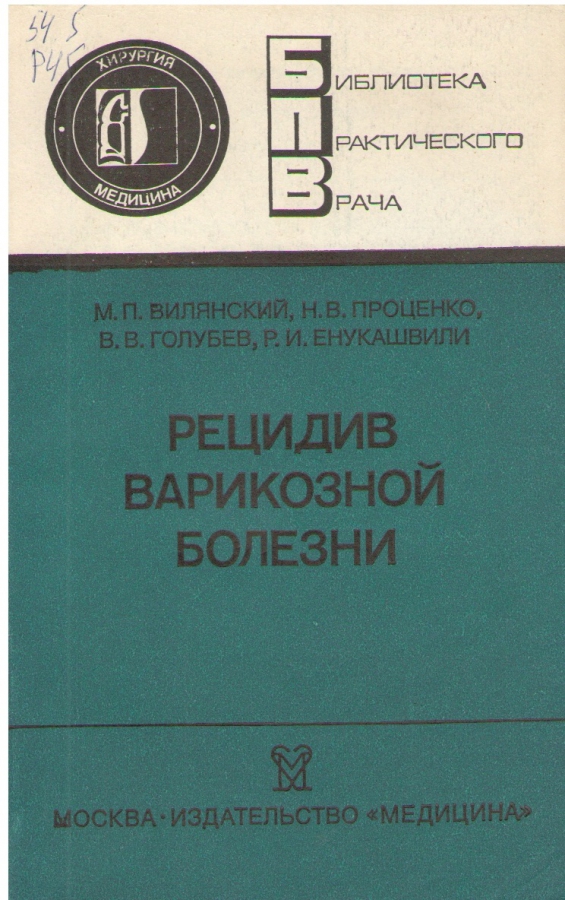 54 5
Р45
ХИРУРГИЯ
МЕДИЦИНА
БИБЛИОТЕКА
ПРАКТИЧЕСКОГО
ВРАЧА
М. П. ВИЛЯНСКИЙ, Н. В. ПРОЦЕНКО,
В. В. ГОЛУБЕВ, Р. И. ЕНУКАШВИЛИ
РЕЦИДИВ
ВАРИКОЗНОЙ
БОЛЕЗНИ
МОСКВА · ИЗДАТЕЛЬСТВО «МЕДИЦИНА»